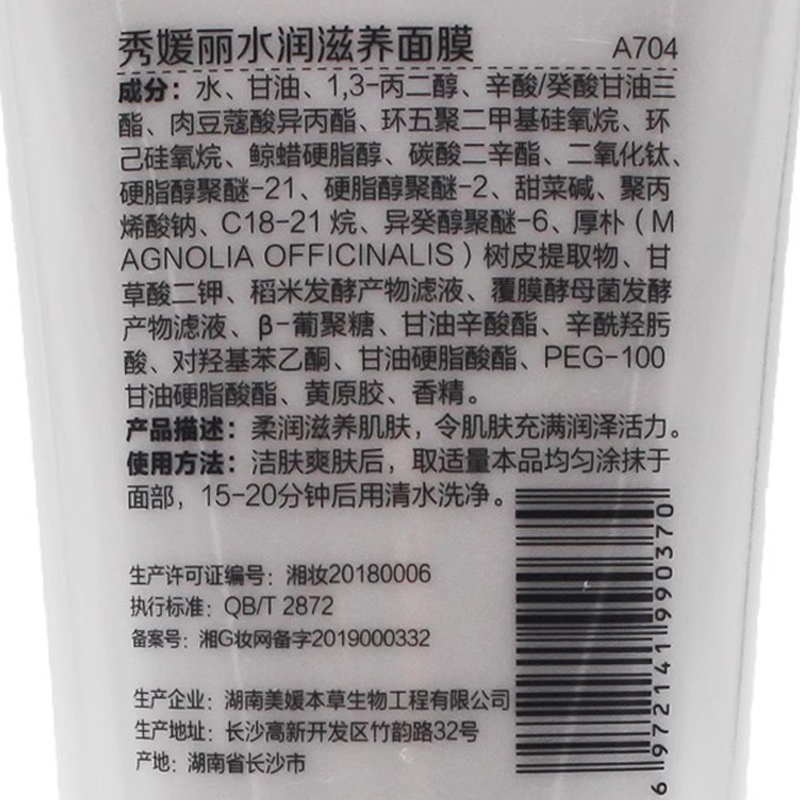 秀媛丽水润滋养面膜 A704
成分：水、甘油、1,3-丙二醇、辛酸/癸酸甘油三
酯、肉豆蔻酸异丙酯、环五聚二甲基硅氧烷、环
己硅氧烷、鲸蜡硬脂醇、碳酸二辛酯、二氧化钛、
硬脂醇聚醚-21、硬脂醇聚醚-2、甜菜碱、聚丙
烯酸钠、C18-21 烷、异癸醇聚醚-6、厚朴（M
AGNOLIA OFFICINALIS）树皮提取物、甘
草酸二钾、稻米发酵产物滤液、覆膜酵母菌发酵
产物滤液、β-葡聚糖、甘油辛酸酯、辛酰羟肟
酸、对羟基苯乙酮、甘油硬脂酸酯、PEG-100
甘油硬脂酸酯、黄原胶、香精。
产品描述：柔润滋养肌肤，令肌肤充满润泽活力。
使用方法：洁肤爽肤后，取适量本品均匀涂抹于
面部，15-20分钟后用清水洗净。
生产许可证编号：湘妆20180006
执行标准：QB/T 2872
备案号：湘G妆网备字2019000332
生产企业：湖南美媛本草生物工程有限公司
生产地址：长沙高新开发区竹韵路32号
产地：湖南省长沙市
6 972141 990370